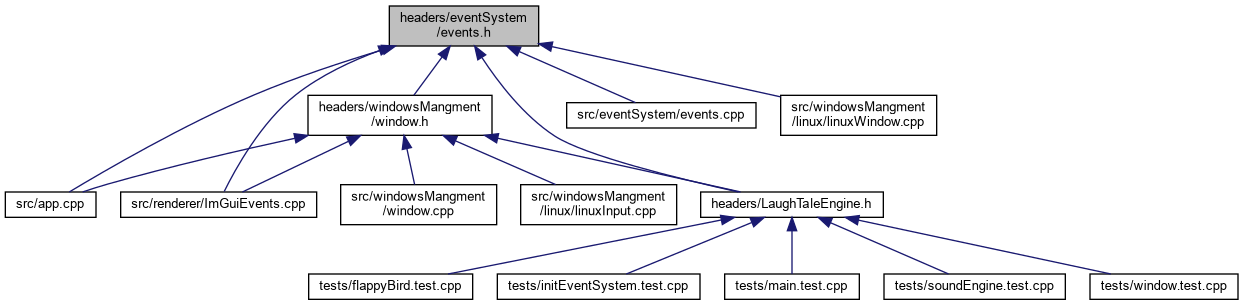 headers/eventSystem
/events.h
headers/windowsMangment
/window.h
src/eventSystem/events.cpp
src/windowsMangment
/linux/linuxWindow.cpp
src/app.cpp
src/renderer/ImGuiEvents.cpp
src/windowsMangment
/window.cpp
src/windowsMangment
/linux/linuxInput.cpp
headers/LaughTaleEngine.h
tests/flappyBird.test.cpp
tests/initEventSystem.test.cpp
tests/main.test.cpp
tests/soundEngine.test.cpp
tests/window.test.cpp